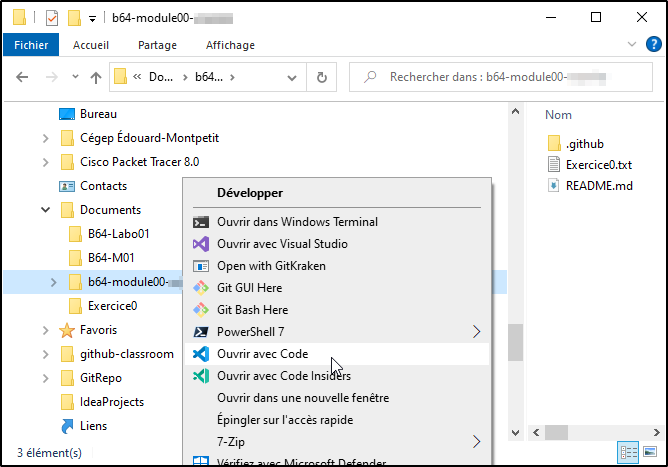 b64-module00-
Fichier Accueil Partage Affichage
« Do... > b64... >
Rechercher dans : b64-module00-
Bureau
Cégep Édouard-Montpetit
Cisco Packet Tracer 8.0
Contacts
Documents
B64-Labo01
B64-M01
b64-module00-
Exercice0
Favoris
github-classroom
GitRepo
IdeaProjects
Liens
Développer
Ouvrir dans Windows Terminal
Ouvrir avec Visual Studio
Open with GitKraken
Git GUI Here
Git Bash Here
PowerShell 7
Ouvrir avec Code
Ouvrir avec Code Insiders
Ouvrir dans une nouvelle fenêtre
Épingler sur l'accès rapide
7-Zip
Vérifiez avec Microsoft Defender
Nom
.github
Exercice0.txt
README.md
3 élément(s)